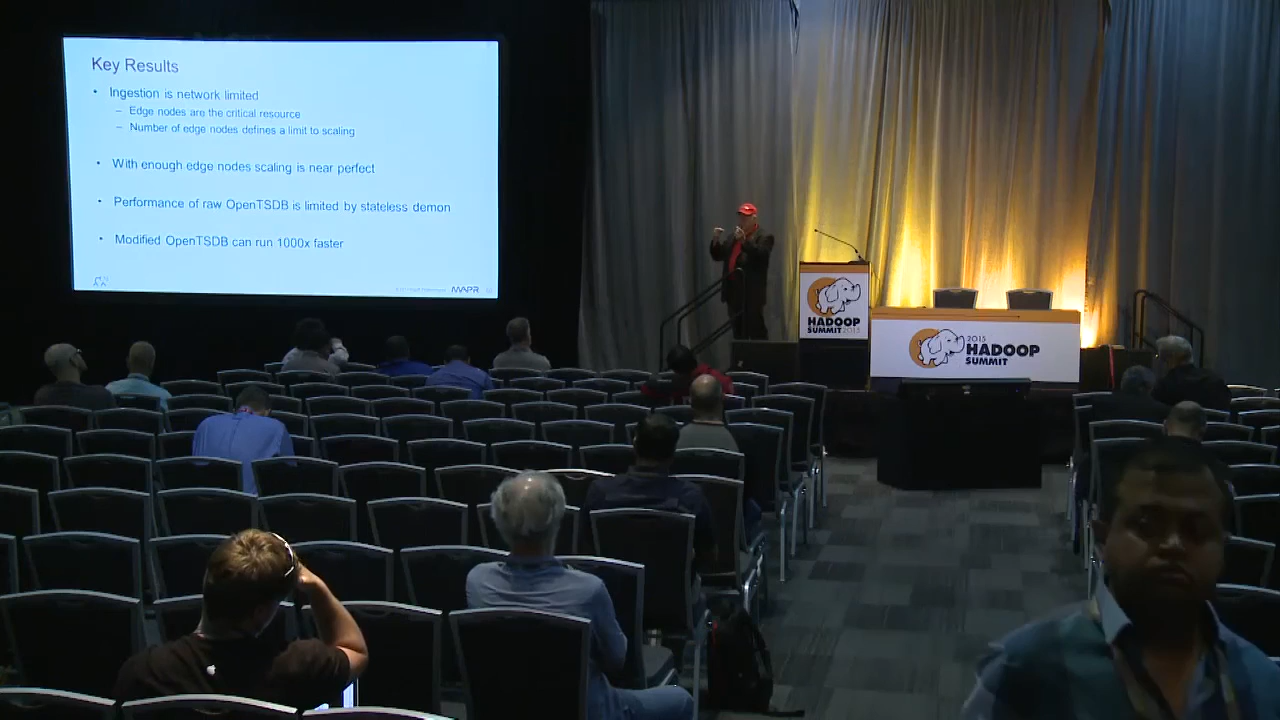 Key Results
• Ingestion is network limited
– Edge nodes are the critical resource
– Number of edge nodes defines a limit to scaling
• With enough edge nodes scaling is near perfect
• Performance of raw OpenTSDB is limited by stateless demon
• Modified OpenTSDB can run 1000x faster
MAPR
HADOOP
SUMMIT 2015
2015
HADOOP
SUMMIT